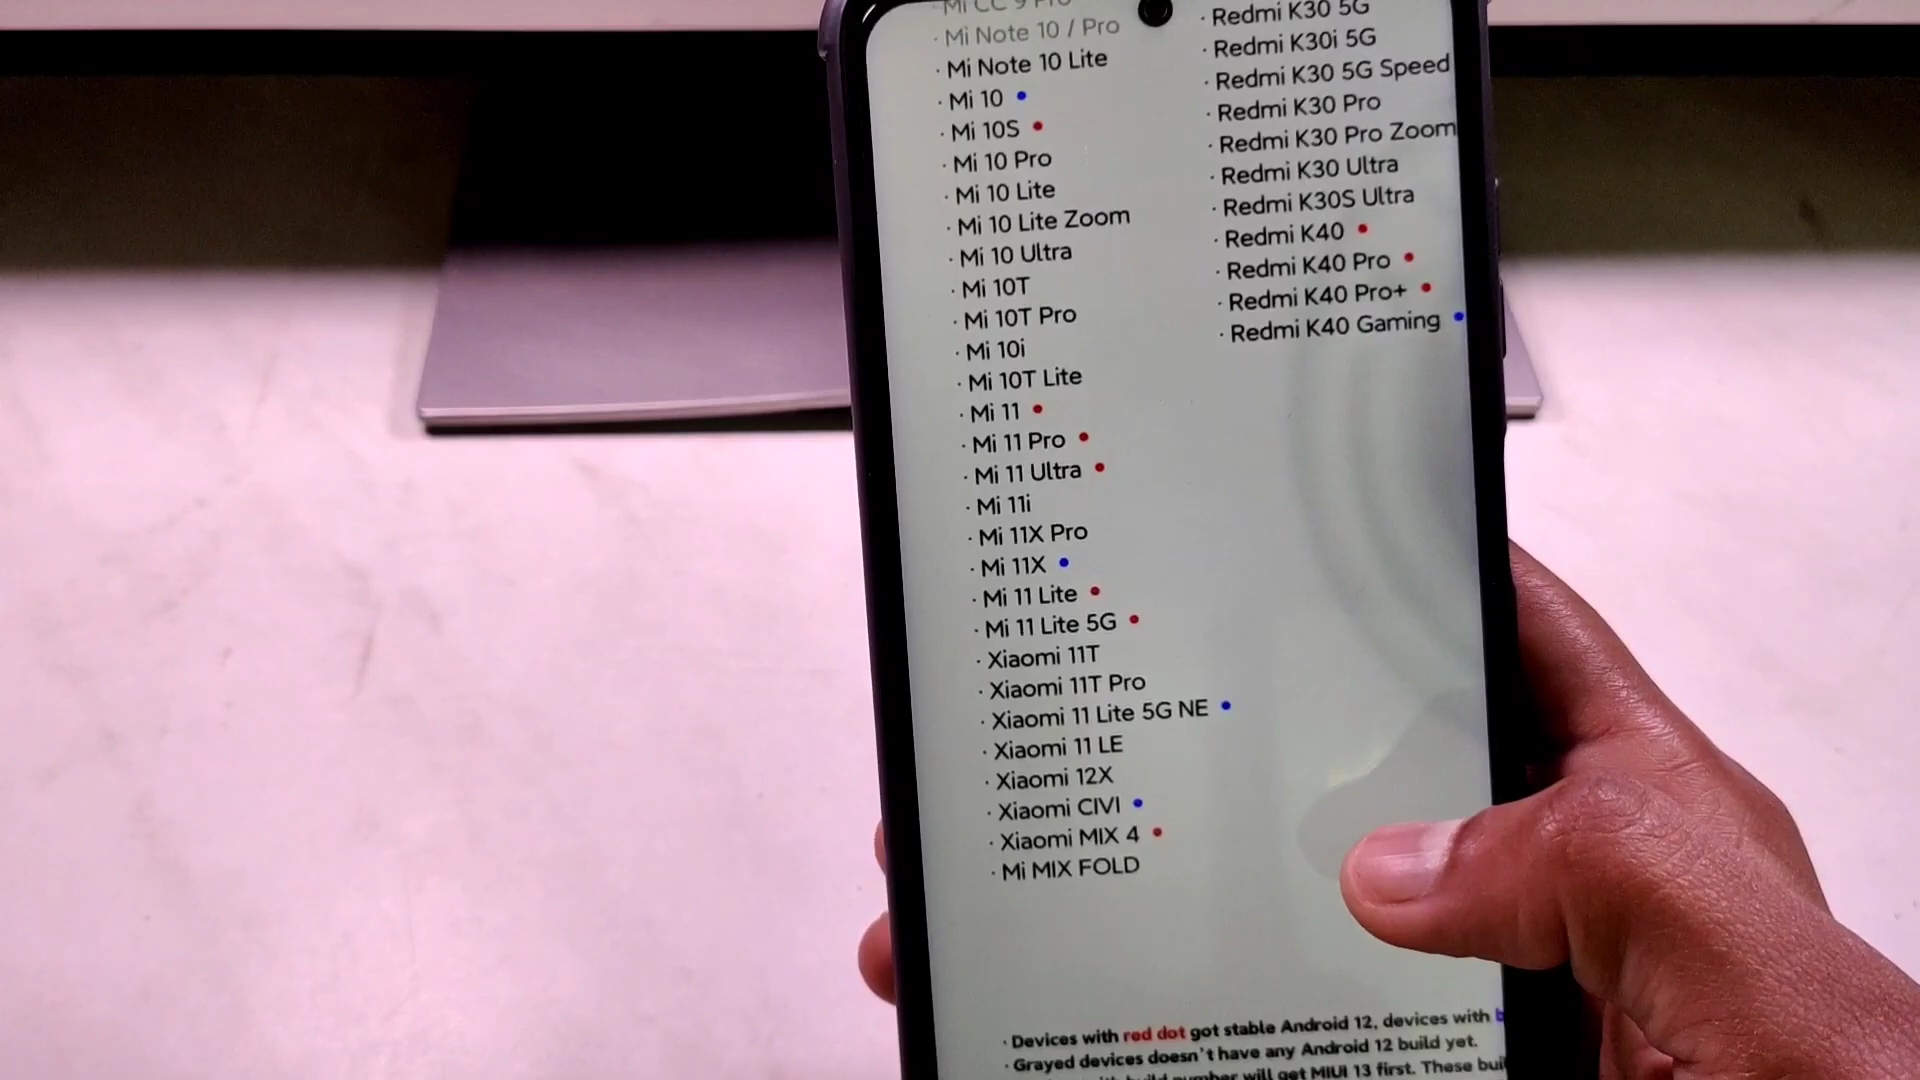 · Mi CC 9 Pro
· Mi Note 10 / Pro
· Mi Note 10 Lite
· Mi 10 •
· Mi 10S •
· Mi 10 Pro
· Mi 10 Lite
· Mi 10 Lite Zoom
· Mi 10 Ultra
· Mi 10T
· Mi 10T Pro
· Mi 10i
· Mi 10T Lite
· Mi 11 •
· Mi 11 Pro •
· Mi 11 Ultra •
· Mi 11i
· Mi 11X Pro
· Mi 11X •
· Mi 11 Lite •
· Mi 11 Lite 5G •
· Xiaomi 11T
· Xiaomi 11T Pro
· Xiaomi 11 Lite 5G NE •
· Xiaomi 11 LE
· Xiaomi 12X
· Xiaomi CIVI •
· Xiaomi MIX 4 •
· Mi MIX FOLD
· Redmi K30 5G
· Redmi K30i 5G
· Redmi K30 5G Speed
· Redmi K30 Pro
· Redmi K30 Pro Zoom
· Redmi K30 Ultra
· Redmi K30S Ultra
· Redmi K40 •
· Redmi K40 Pro •
· Redmi K40 Pro+ •
· Redmi K40 Gaming •
· Devices with red dot got stable Android 12, devices with
· Grayed devices doesn't have any Android 12 build yet.
number will get MIUI 13 first. These